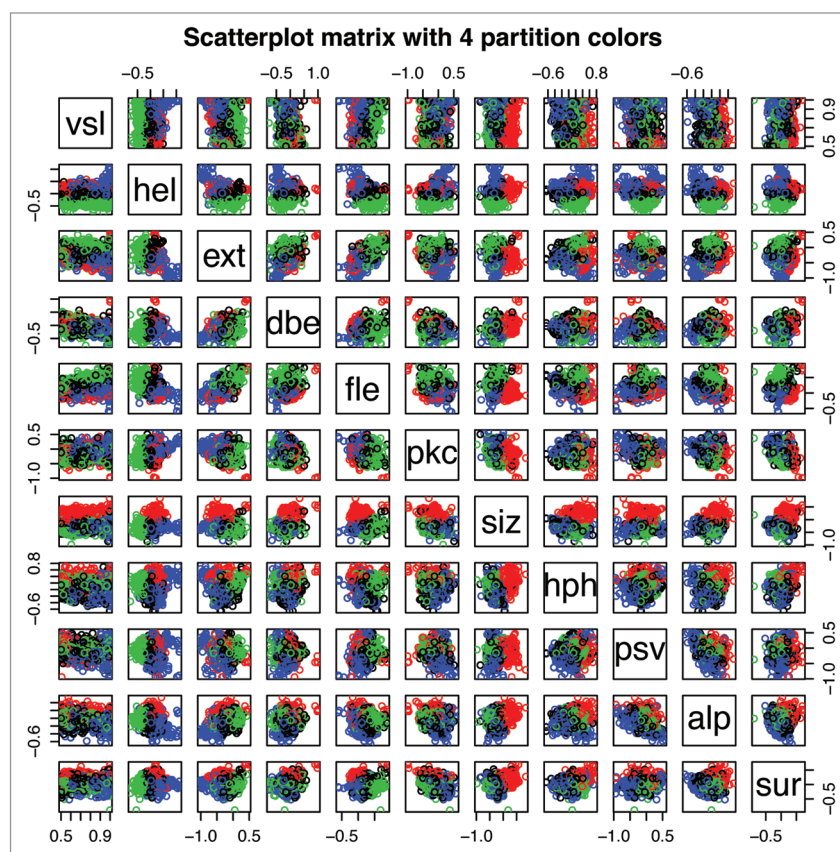 Scatterplot matrix with 4 partition colors
−0.5 −0.5 1.0 −1.0 0.5 −0.6 0.8 −0.6
vsl 0.5 0.9
−0.5 hel
ext −1.0 0.5
−0.5 dbe
fle −0.5
−1.0 0.5 pkc
siz −1.0
−0.6 0.8 hph
psv −1.0 0.5
−0.6 alp
sur −0.5
0.5 0.9 −1.0 0.5 −0.5 −1.0 −1.0 0.5 −0.5